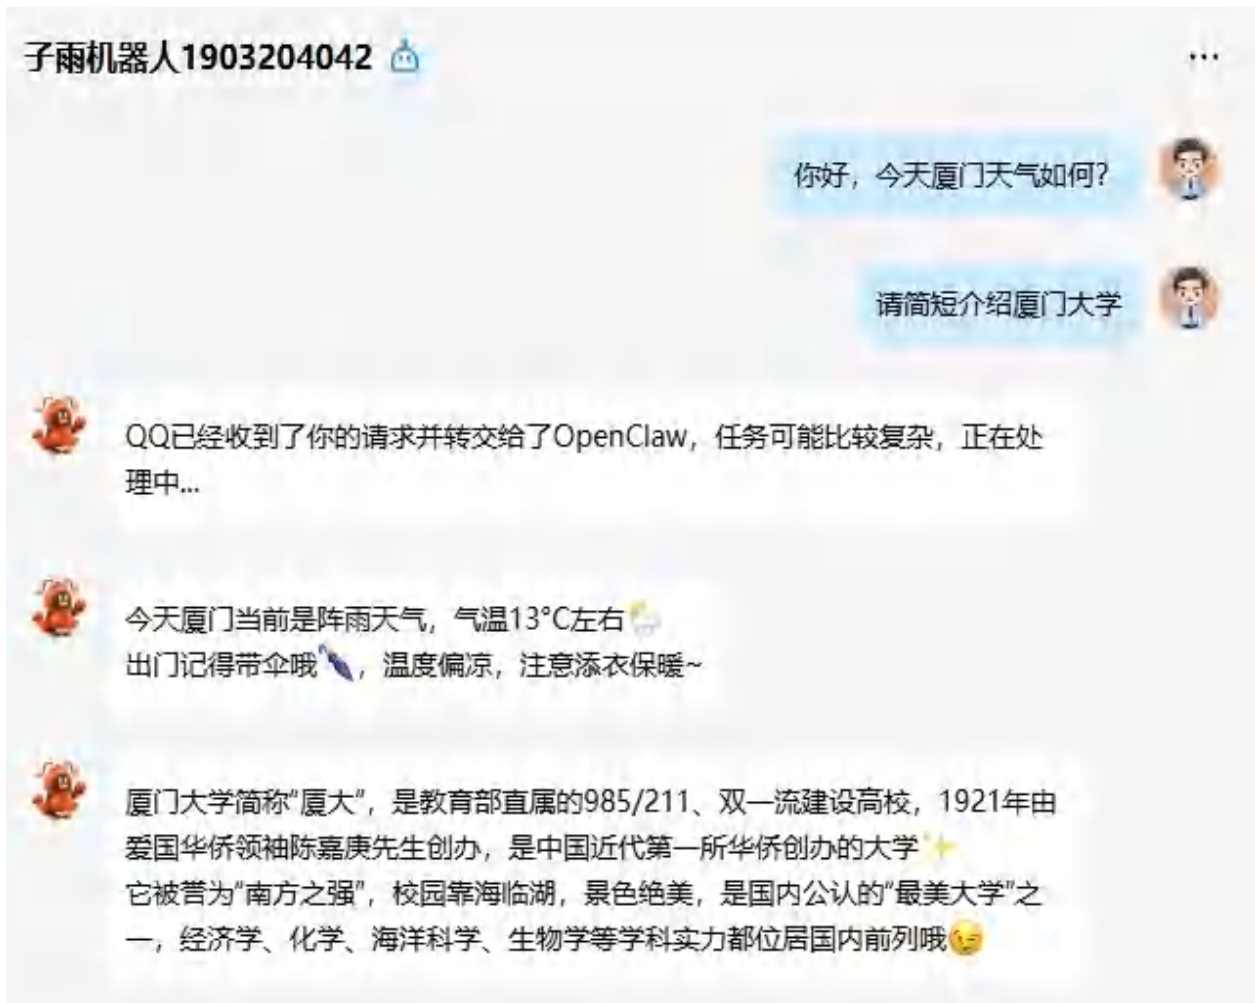 子雨机器人1903204042
你好，今天厦门天气如何？
请简短介绍厦门大学
QQ已经收到了你的请求并转交给了OpenClaw，任务可能比较复杂，正在处
理中...
今天厦门当前是阵雨天气，气温13°C左右🌦️
出门记得带伞哦🌂，温度偏凉，注意添衣保暖~
厦门大学简称“厦大”，是教育部直属的985/211、双一流建设高校，1921年由
爱国华侨领袖陈嘉庚先生创办，是中国近代第一所华侨创办的大学✨
它被誉为“南方之强”，校园靠海临湖，景色绝美，是国内公认的“最美大学”之
一，经济学、化学、海洋科学、生物学等学科实力都位居国内前列哦😉